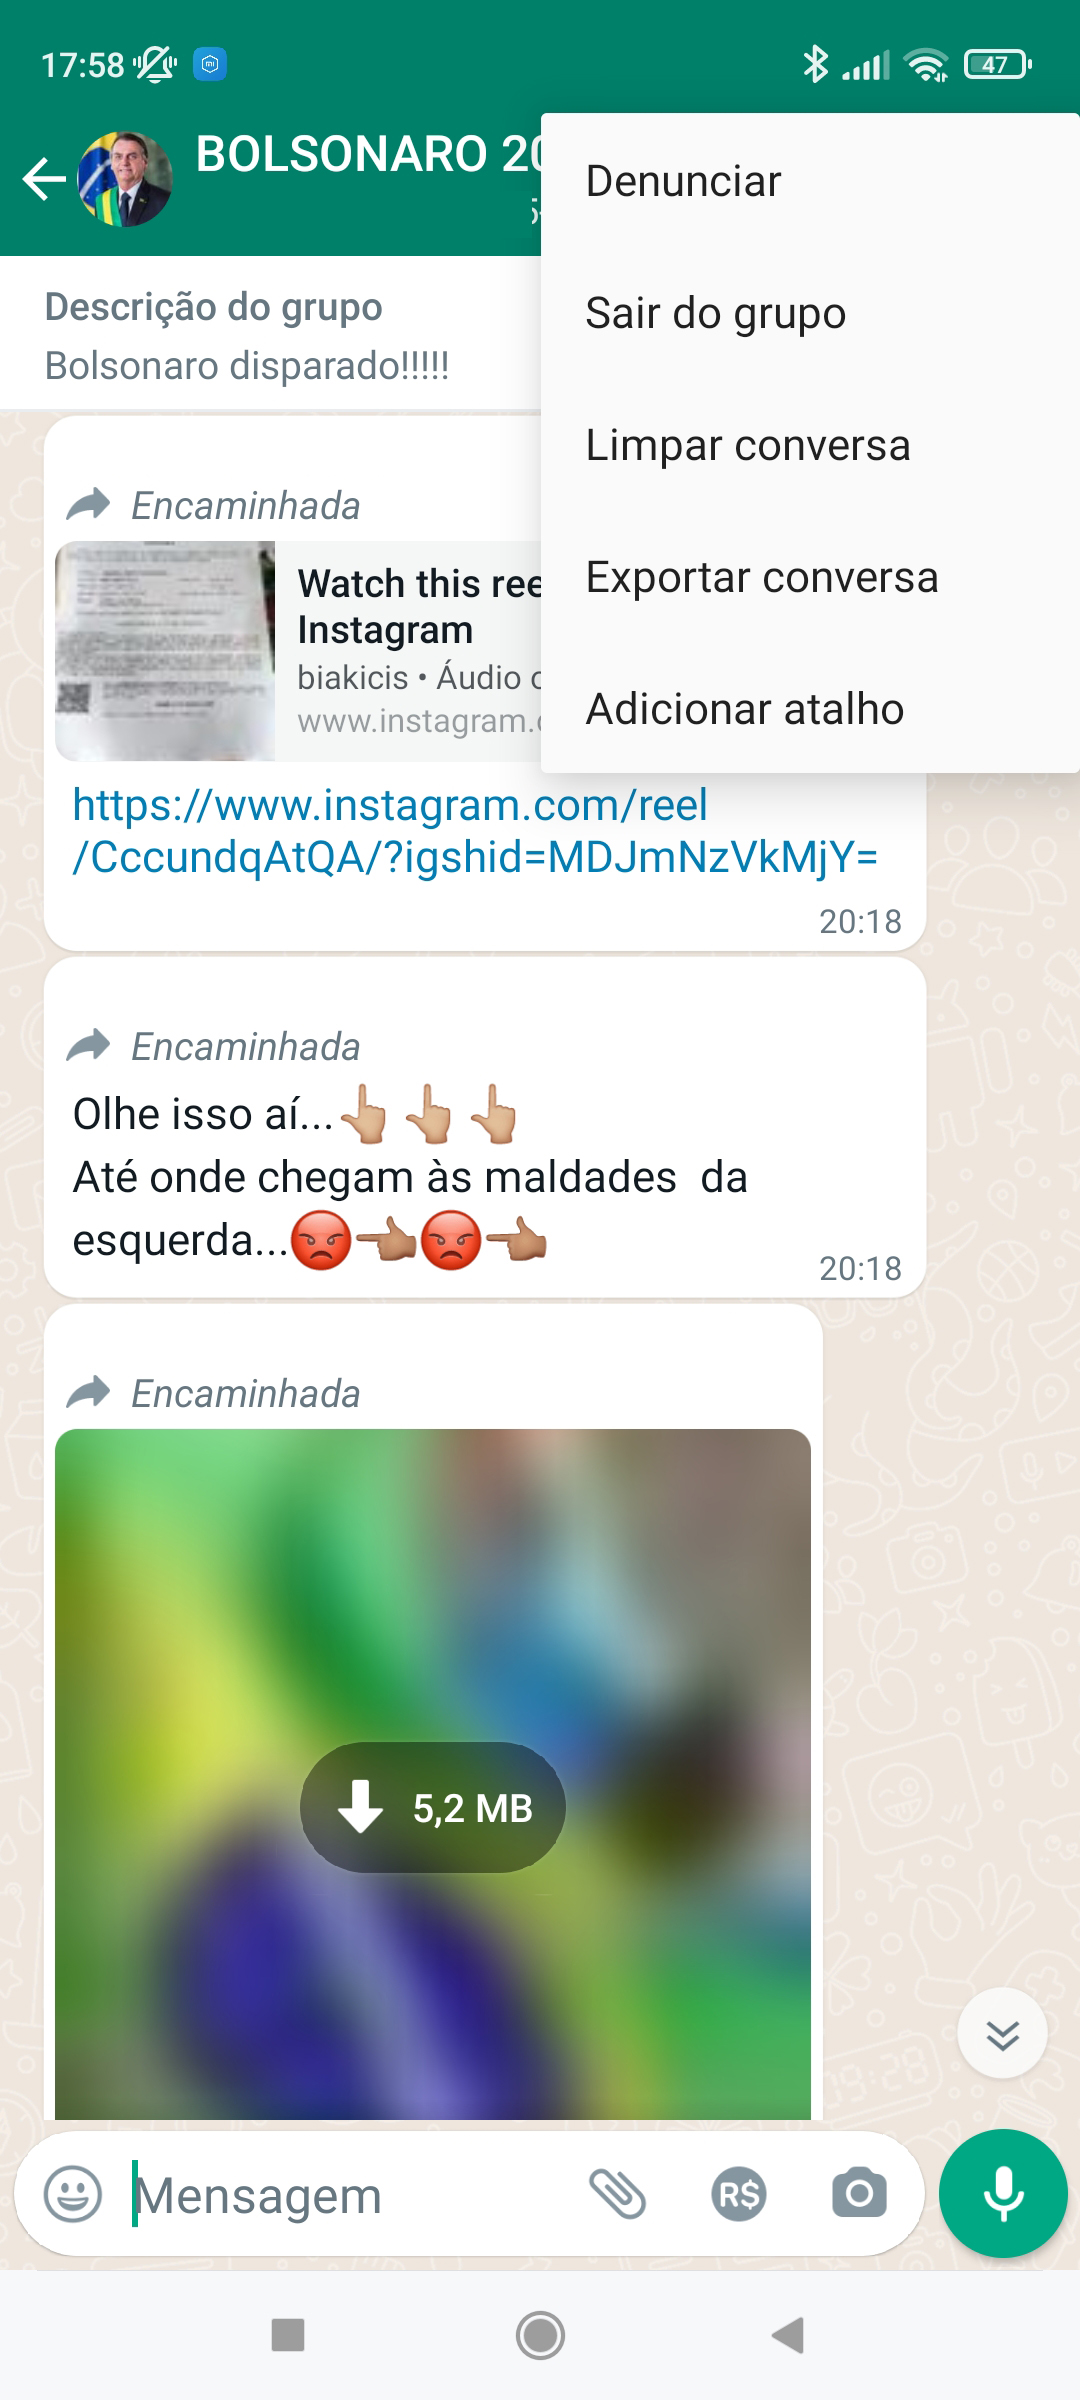 17:58
47
BOLSONARO 20
Denunciar
Sair do grupo
Limpar conversa
Exportar conversa
Adicionar atalho
Descrição do grupo
Bolsonaro disparado!!!!!
Encaminhada
Watch this ree
Instagram
biakicis • Áudio
www.instagram.
https://www.instagram.com/reel
/CccundqAtQA/?igshid=MDJmNzVkMjY=
20:18
Encaminhada
Olhe isso aí...👆🏼👆🏼👆🏼
Até onde chegam às maldades  da
esquerda...😡👈🏽😡👈🏽
20:18
Encaminhada
5,2 MB
Mensagem
R$